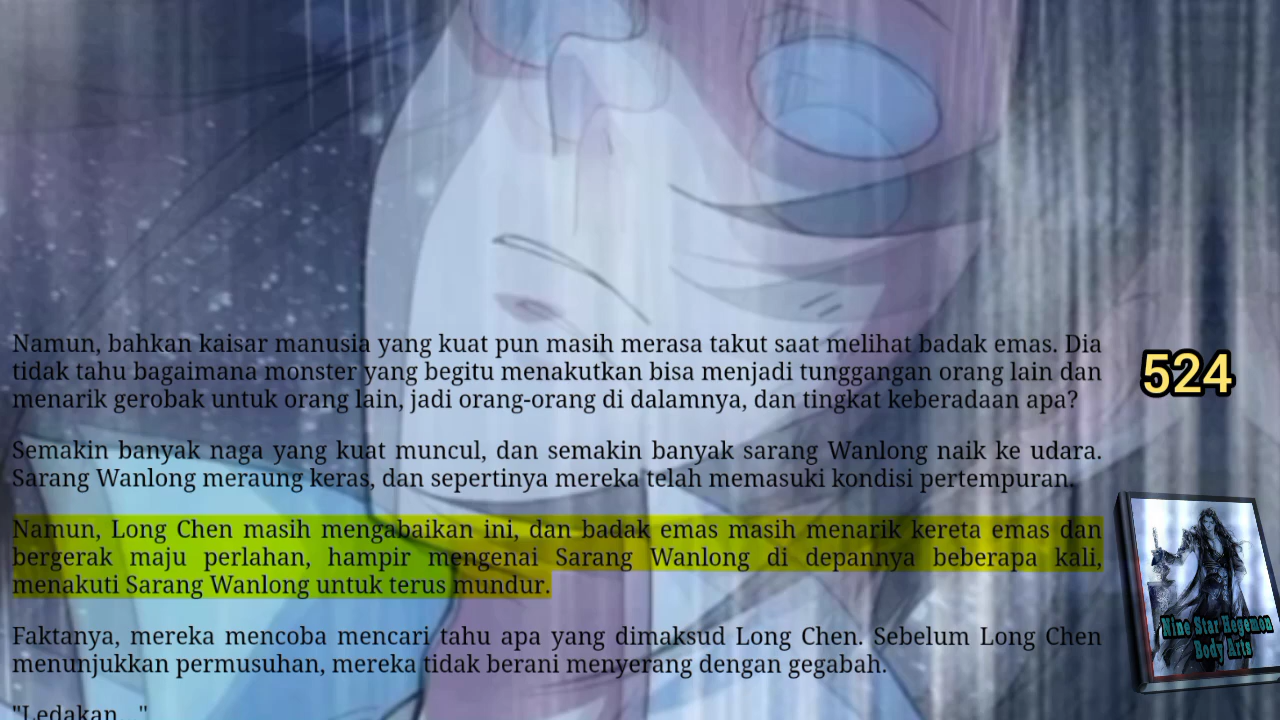 Namun, bahkan kaisar manusia yang kuat pun masih merasa takut saat melihat badak emas. Dia
tidak tahu bagaimana monster yang begitu menakutkan bisa menjadi tunggangan orang lain dan
menarik gerobak untuk orang lain, jadi orang-orang di dalamnya, dan tingkat keberadaan apa?
Semakin banyak naga yang kuat muncul, dan semakin banyak sarang Wanlong naik ke udara.
Sarang Wanlong meraung keras, dan sepertinya mereka telah memasuki kondisi pertempuran.
Namun, Long Chen masih mengabaikan ini, dan badak emas masih menarik kereta emas dan
bergerak maju perlahan, hampir mengenai Sarang Wanlong di depannya beberapa kali,
menakuti Sarang Wanlong untuk terus mundur.
Faktanya, mereka mencoba mencari tahu apa yang dimaksud Long Chen. Sebelum Long Chen
menunjukkan permusuhan, mereka tidak berani menyerang dengan gegabah.
"Ledakan..."
524
Nine Star Hegemon
Body Arts